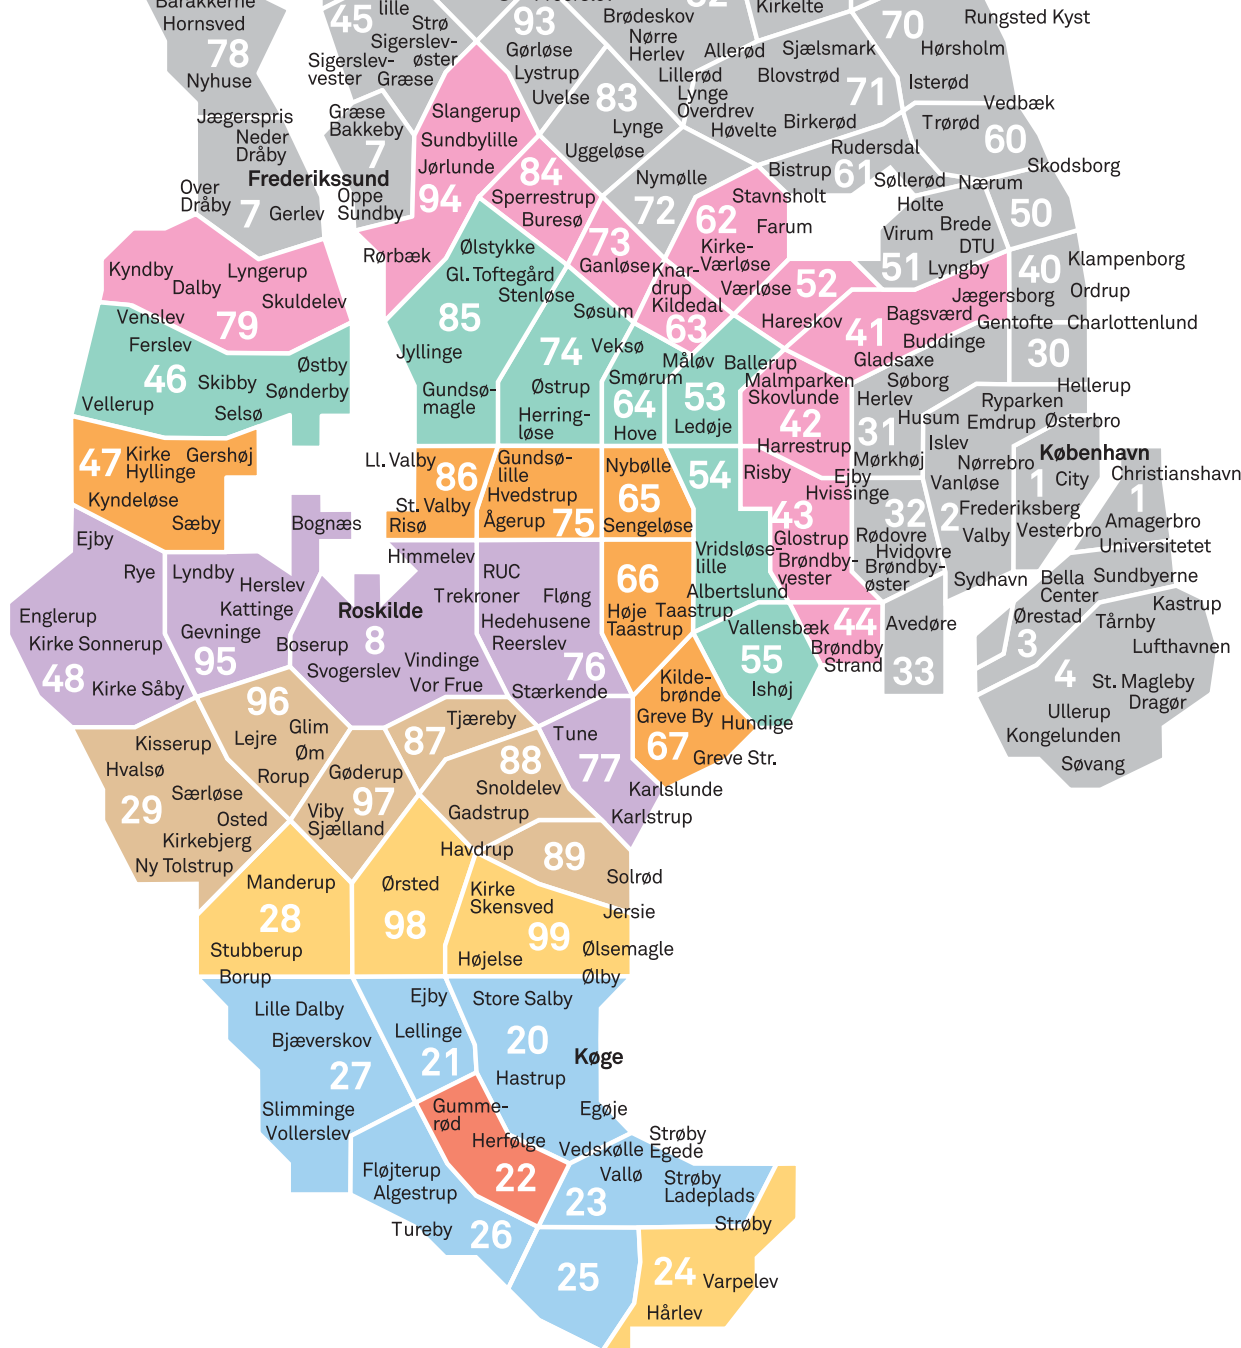 Barakkerne
Hornsved
78
Nyhuse
45
lille
Strø
Sigerslev-
øster
Sigerslev-
vester
Græse
93
Gørløse
Lystrup
Uvelse
Brødeskov
Nørre
Herlev
Kirkelte
Allerød
Sjælsmark
Lillerød
Lynge
Overdrev
Blovstrød
71
Høvelte
Birkerød
70
Rungsted Kyst
Hørsholm
Isterød
Vedbæk
Trørød
60
Skodsborg
Jægerspris
Neder
Dråby
Frederikssund
Over
Dråby
7
Gerlev
Græse
Bakkeby
7
Oppe
Sundby
Slangerup
Sundbylille
Jørlunde
94
Rørbæk
83
Lynge
Uggeløse
84
Sperrestrup
Buresø
Nymølle
72
73
Ganløse
62
Stavnsholt
Farum
Kirke-
Værløse
Rudersdal
Bistrup
61
Søllerød
Nærum
Holte
Brede
Virum
DTU
51
Lyngby
50
40
Klampenborg
Ordrup
Jægersborg
Gentofte
Charlottenlund
30
Hellerup
Kyndby
Dalby
Lyngerup
Skuldelev
79
Venslev
Ferslev
46
Skibby
Østby
Sønderby
Vellerup
Selsø
Ølstykke
Gl. Toftegård
Stenløse
85
Jyllinge
Gundsø-
magle
Søsum
74
Veksø
Østrup
Herring-
løse
Knar-
drup
Kildedal
63
Værløse
52
Hareskov
41
Bagsværd
Buddinge
Gladsaxe
Søborg
Måløv
Ballerup
Smørum
64
Hove
53
Ledøje
Malmparken
Skovlunde
42
Harrestrup
Herlev
31
Mørkhøj
Husum
Islev
Ryparken
Emdrup
Østerbro
København
Nørrebro
Vanløse
1
City
Christianshavn
1
Amagerbro
Universitetet
47
Kirke
Hyllinge
Gershøj
Kyndeløse
Sæby
Ll. Valby
86
St. Valby
Risø
Gundsø-
lille
Hvedstrup
Ågerup
75
Nybølle
65
Sengeløse
54
Risby
Ejby
Hvissinge
43
Glostrup
Brøndby-
vester
32
Rødovre
Hvidovre
Brøndby-
øster
2
Frederiksberg
Valby
Vesterbro
Sydhavn
Bella
Center
Ørestad
3
Sundbyerne
Kastrup
Tårnby
Lufthavnen
4
St. Magleby
Dragør
Ullerup
Kongelunden
Søvang
Ejby
Rye
Englerup
Kirke Sonnerup
48
Kirke Såby
Lyndby
Herslev
Kattinge
Gevninge
95
Bognæs
Himmelev
Roskilde
8
Boserup
Svogerslev
Vindinge
Vor Frue
RUC
Trekroner
Fløng
Hedehusene
Reerslev
76
Stærkende
66
Høje
Taastrup
Taastrup
Vridsløse-
lille
Albertslund
Vallensbæk
55
Ishøj
44
Brøndby
Strand
Avedøre
33
Kilde-
brønde
Greve By
67
Hundige
Greve Str.
96
Glim
Lejre
Øm
Rorup
Kisserup
Hvalsø
29
Særløse
Osted
Kirkebjerg
Ny Tolstrup
Tjæreby
87
Gøderup
97
Viby
Sjælland
88
Snoldelev
Gadstrup
Tune
77
Karlslunde
Karlstrup
Havdrup
89
Solrød
Jersie
Manderup
28
Stubberup
Borup
Ørsted
98
Kirke
Skensved
99
Højelse
Ølsemagle
Ølby
Lille Dalby
Bjæverskov
27
Slimminge
Vollerslev
Ejby
Lellinge
21
Store Salby
20
Køge
Hastrup
Egøje
Gumme-
rød
Herfølge
22
Vedskølle
Strøby
Egede
Vallø
Strøby
Ladeplads
23
Strøby
Fløjterup
Algestrup
Tureby
26
25
24
Varpelev
Hårlev